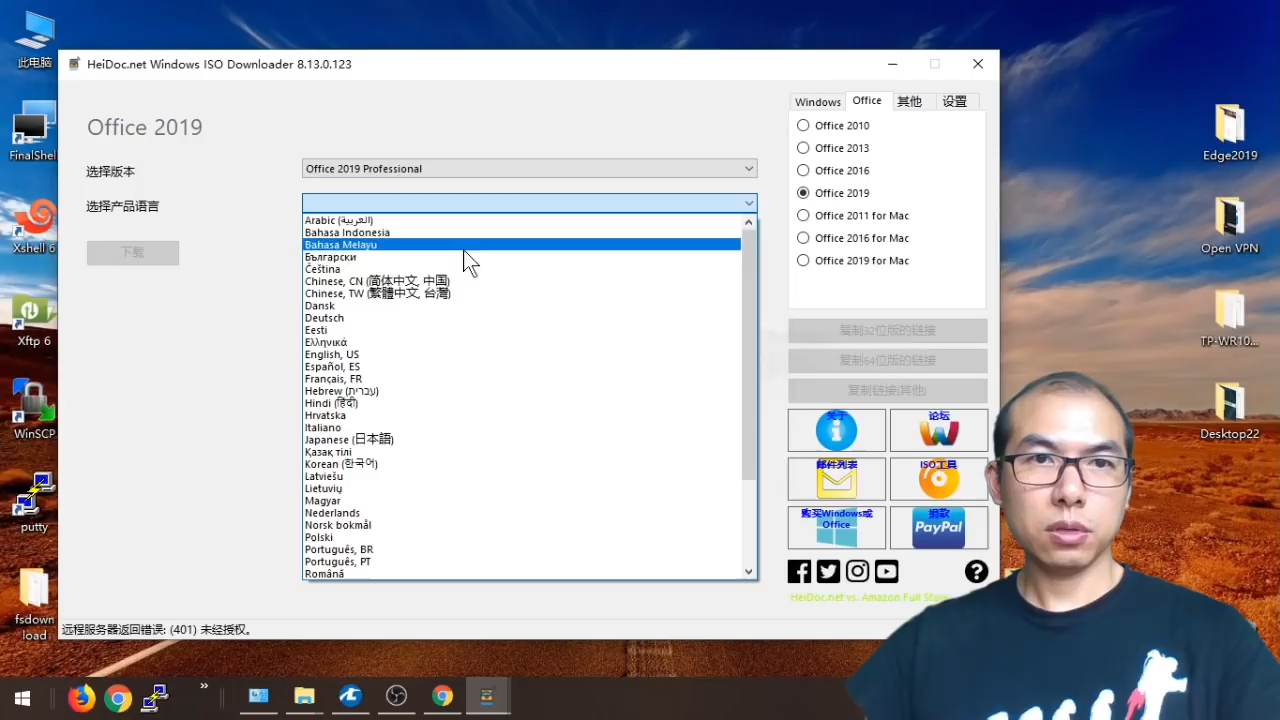 此电脑
FinalShell
Xshell 6
Xftp 6
WinSCP
putty
fsdown
load
HeiDoc.net Windows ISO Downloader 8.13.0.123
Office 2019
选择版本
Office 2019 Professional
选择产品语言
下载
Arabic (العربية)
Bahasa Indonesia
Bahasa Melayu
Български
Čeština
Chinese, CN (简体中文, 中国)
Chinese, TW (繁體中文, 台灣)
Dansk
Deutsch
Eesti
Ελληνικά
English, US
Español, ES
Français, FR
Hebrew (עברית)
Hindi (हिंदी)
Hrvatska
Italiano
Japanese (日本語)
Қазақ тілі
Korean (한국어)
Latviešu
Lietuvių
Magyar
Nederlands
Norsk bokmål
Polski
Português, BR
Português, PT
Română
Windows
Office
其他
设置
Office 2010
Office 2013
Office 2016
Office 2019
Office 2011 for Mac
Office 2016 for Mac
Office 2019 for Mac
复制32位版的链接
复制64位版的链接
复制链接(其他)
关于
论坛
邮件列表
ISO工具
购买Windows或
Office
捐款
PayPal
HeiDoc.net vs. Amazon Full Story
远程服务器返回错误: (401) 未经授权。
Edge2019
Open VPN
TP-WR10...
Desktop22